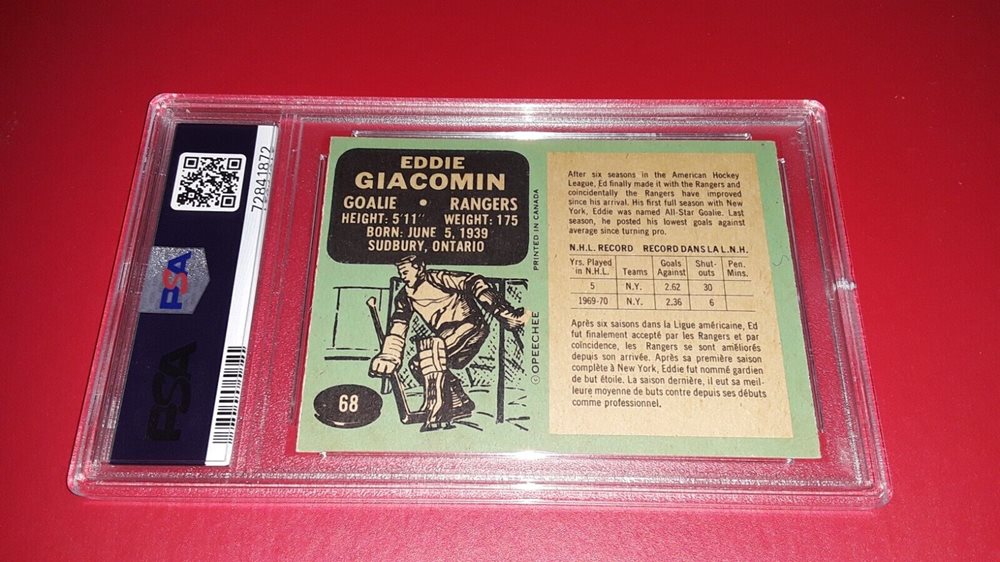 72841872
PSA
PSA
EDDIE
GIACOMIN
GOALIE • RANGERS
HEIGHT: 5'11" WEIGHT: 175
BORN: JUNE 5, 1939
SUDBURY, ONTARIO
68
© OPEECHEE PRINTED IN CANADA
After six seasons in the American Hockey
League, Ed finally made it with the Rangers and
coincidentally the Rangers have improved
since his arrival. His first full season with New
York, Eddie was named All-Star Goalie. Last
season, he posted his lowest goals against
average since turning pro.
N.H.L. RECORD RECORD DANS LA L.N.H.
Yrs. Played in N.H.L. Teams Goals Against Shut-outs Pen. Mins.
5 N.Y. 2.62 30
1969-70 N.Y. 2.36 6
Après six saisons dans la Ligue américaine, Ed
fut finalement accepté par les Rangers et par
coïncidence, les Rangers se sont améliorés
depuis son arrivée. Après sa première saison
complète à New York, Eddie fut nommé gardien
de but étoile. La saison dernière, il eut sa meil-
leure moyenne de buts contre depuis ses débuts
comme professionnel.